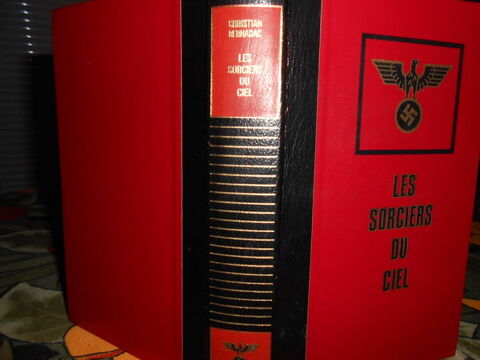 CHRISTIAN
BERNADAC
LES
SORCIERS
DU
CIEL
LES
SORCIERS
DU
CIEL